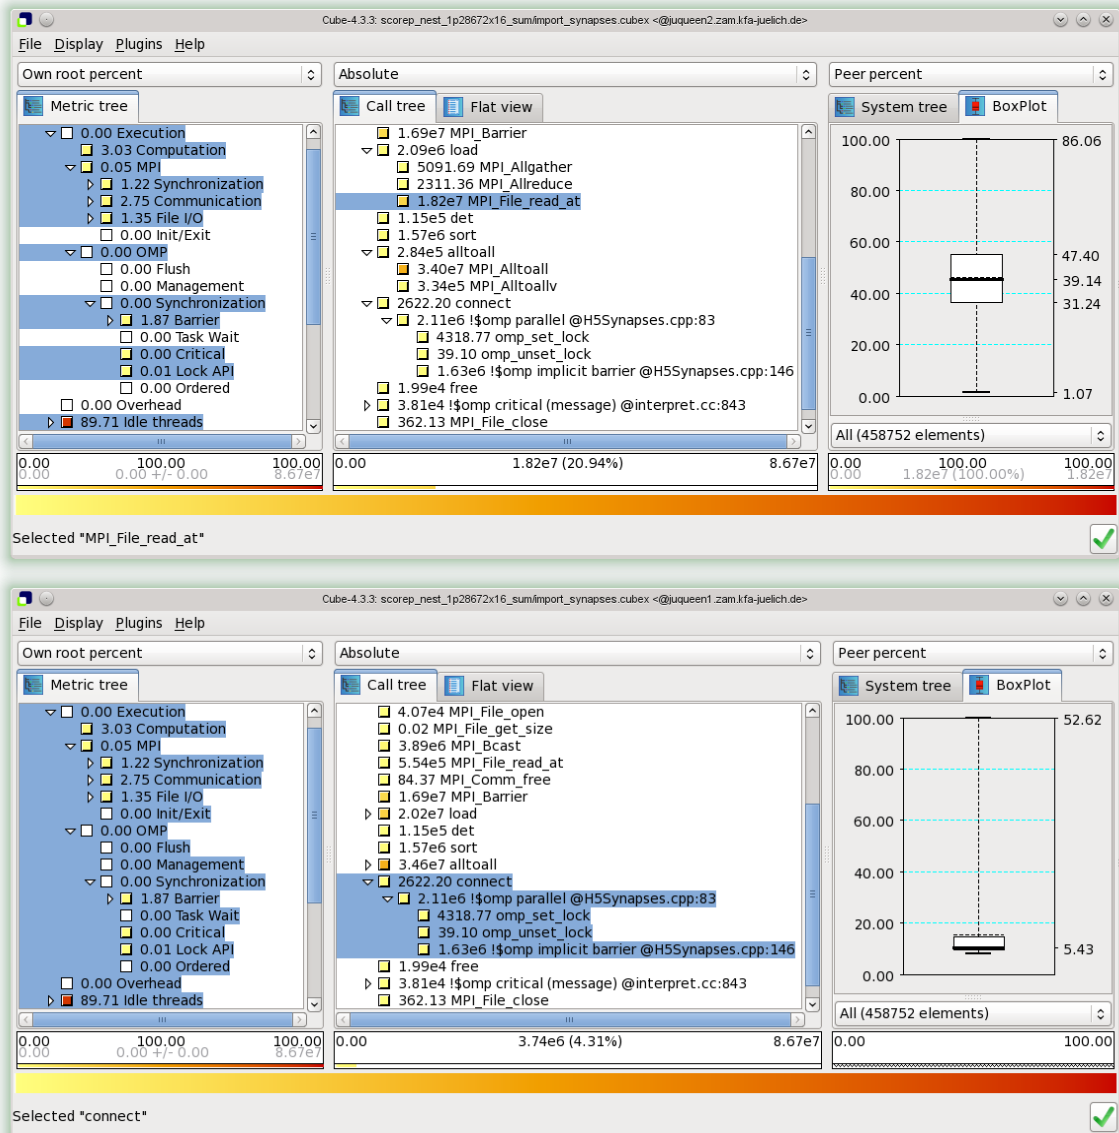 Cube-4.3.3: scorep_nest_1p28672x16_sum/import_synapses.cubex <@juqueen2.zam.kfa-juelich.de>
File Display Plugins Help
Own root percent
Absolute
Peer percent
Metric tree
Call tree
Flat view
System tree
BoxPlot
0.00 Execution
3.03 Computation
0.05 MPI
1.22 Synchronization
2.75 Communication
1.35 File I/O
0.00 Init/Exit
0.00 OMP
0.00 Flush
0.00 Management
0.00 Synchronization
1.87 Barrier
0.00 Task Wait
0.00 Critical
0.01 Lock API
0.00 Ordered
0.00 Overhead
89.71 Idle threads
1.69e7 MPI_Barrier
2.09e6 load
5091.69 MPI_Allgather
2311.36 MPI_Allreduce
1.82e7 MPI_File_read_at
1.15e5 det
1.57e6 sort
2.84e5 alltoall
3.40e7 MPI_Alltoall
3.34e5 MPI_Alltoallv
2622.20 connect
2.11e6 !$omp parallel @H5Synapses.cpp:83
4318.77 omp_set_lock
39.10 omp_unset_lock
1.63e6 !$omp implicit barrier @H5Synapses.cpp:146
1.99e4 free
3.81e4 !$omp critical (message) @interpret.cc:843
362.13 MPI_File_close
100.00
80.00
60.00
40.00
20.00
0.00
86.06
47.40
39.14
31.24
1.07
All (458752 elements)
0.00 100.00 100.00
0.00 0.00 +/- 0.00 8.67e7
0.00 1.82e7 (20.94%) 8.67e7
0.00 100.00 100.00
0.00 1.82e7 (100.00%) 1.82e7
Selected "MPI_File_read_at"
Cube-4.3.3: scorep_nest_1p28672x16_sum/import_synapses.cubex <@juqueen1.zam.kfa-juelich.de>
File Display Plugins Help
Own root percent
Absolute
Peer percent
Metric tree
Call tree
Flat view
System tree
BoxPlot
0.00 Execution
3.03 Computation
0.05 MPI
1.22 Synchronization
2.75 Communication
1.35 File I/O
0.00 Init/Exit
0.00 OMP
0.00 Flush
0.00 Management
0.00 Synchronization
1.87 Barrier
0.00 Task Wait
0.00 Critical
0.01 Lock API
0.00 Ordered
0.00 Overhead
89.71 Idle threads
4.07e4 MPI_File_open
0.02 MPI_File_get_size
3.89e6 MPI_Bcast
5.54e5 MPI_File_read_at
84.37 MPI_Comm_free
1.69e7 MPI_Barrier
2.02e7 load
1.15e5 det
1.57e6 sort
3.46e7 alltoall
2622.20 connect
2.11e6 !$omp parallel @H5Synapses.cpp:83
4318.77 omp_set_lock
39.10 omp_unset_lock
1.63e6 !$omp implicit barrier @H5Synapses.cpp:146
1.99e4 free
3.81e4 !$omp critical (message) @interpret.cc:843
362.13 MPI_File_close
100.00
80.00
60.00
40.00
20.00
0.00
52.62
5.43
All (458752 elements)
0.00 100.00 100.00
0.00 0.00 +/- 0.00 8.67e7
0.00 3.74e6 (4.31%) 8.67e7
0.00 100.00
Selected "connect"